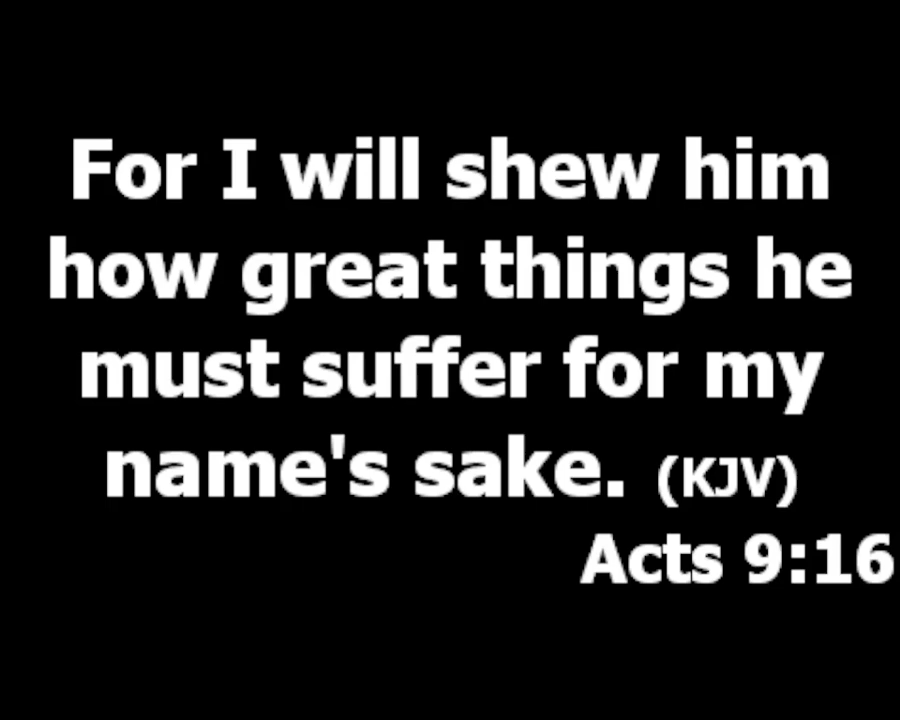 For I will shew him
how great things he
must suffer for my
name's sake. (KJV)
Acts 9:16